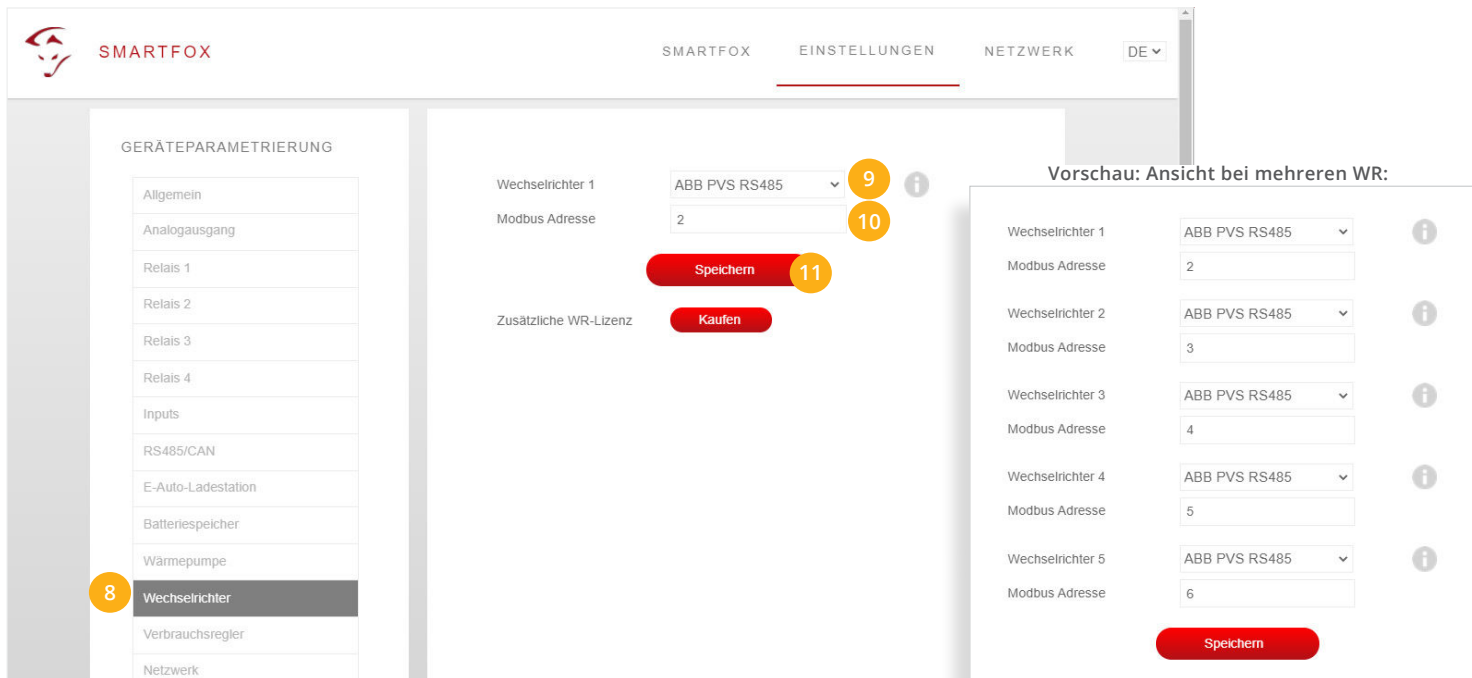 SMARTFOX
SMARTFOX EINSTELLUNGEN NETZWERK DE
GERÄTEPARAMETRIERUNG
Allgemein
Analogausgang
Relais 1
Relais 2
Relais 3
Relais 4
Inputs
RS485/CAN
E-Auto-Ladestation
Batteriespeicher
Wärmepumpe
8 Wechselrichter
Verbrauchsregler
Netzwerk
Wechselrichter 1 ABB PVS RS485 9 i
Modbus Adresse 2 10
Speichern 11
Zusätzliche WR-Lizenz Kaufen
Vorschau: Ansicht bei mehreren WR:
Wechselrichter 1 ABB PVS RS485 i
Modbus Adresse 2
Wechselrichter 2 ABB PVS RS485 i
Modbus Adresse 3
Wechselrichter 3 ABB PVS RS485 i
Modbus Adresse 4
Wechselrichter 4 ABB PVS RS485 i
Modbus Adresse 5
Wechselrichter 5 ABB PVS RS485 i
Modbus Adresse 6
Speichern